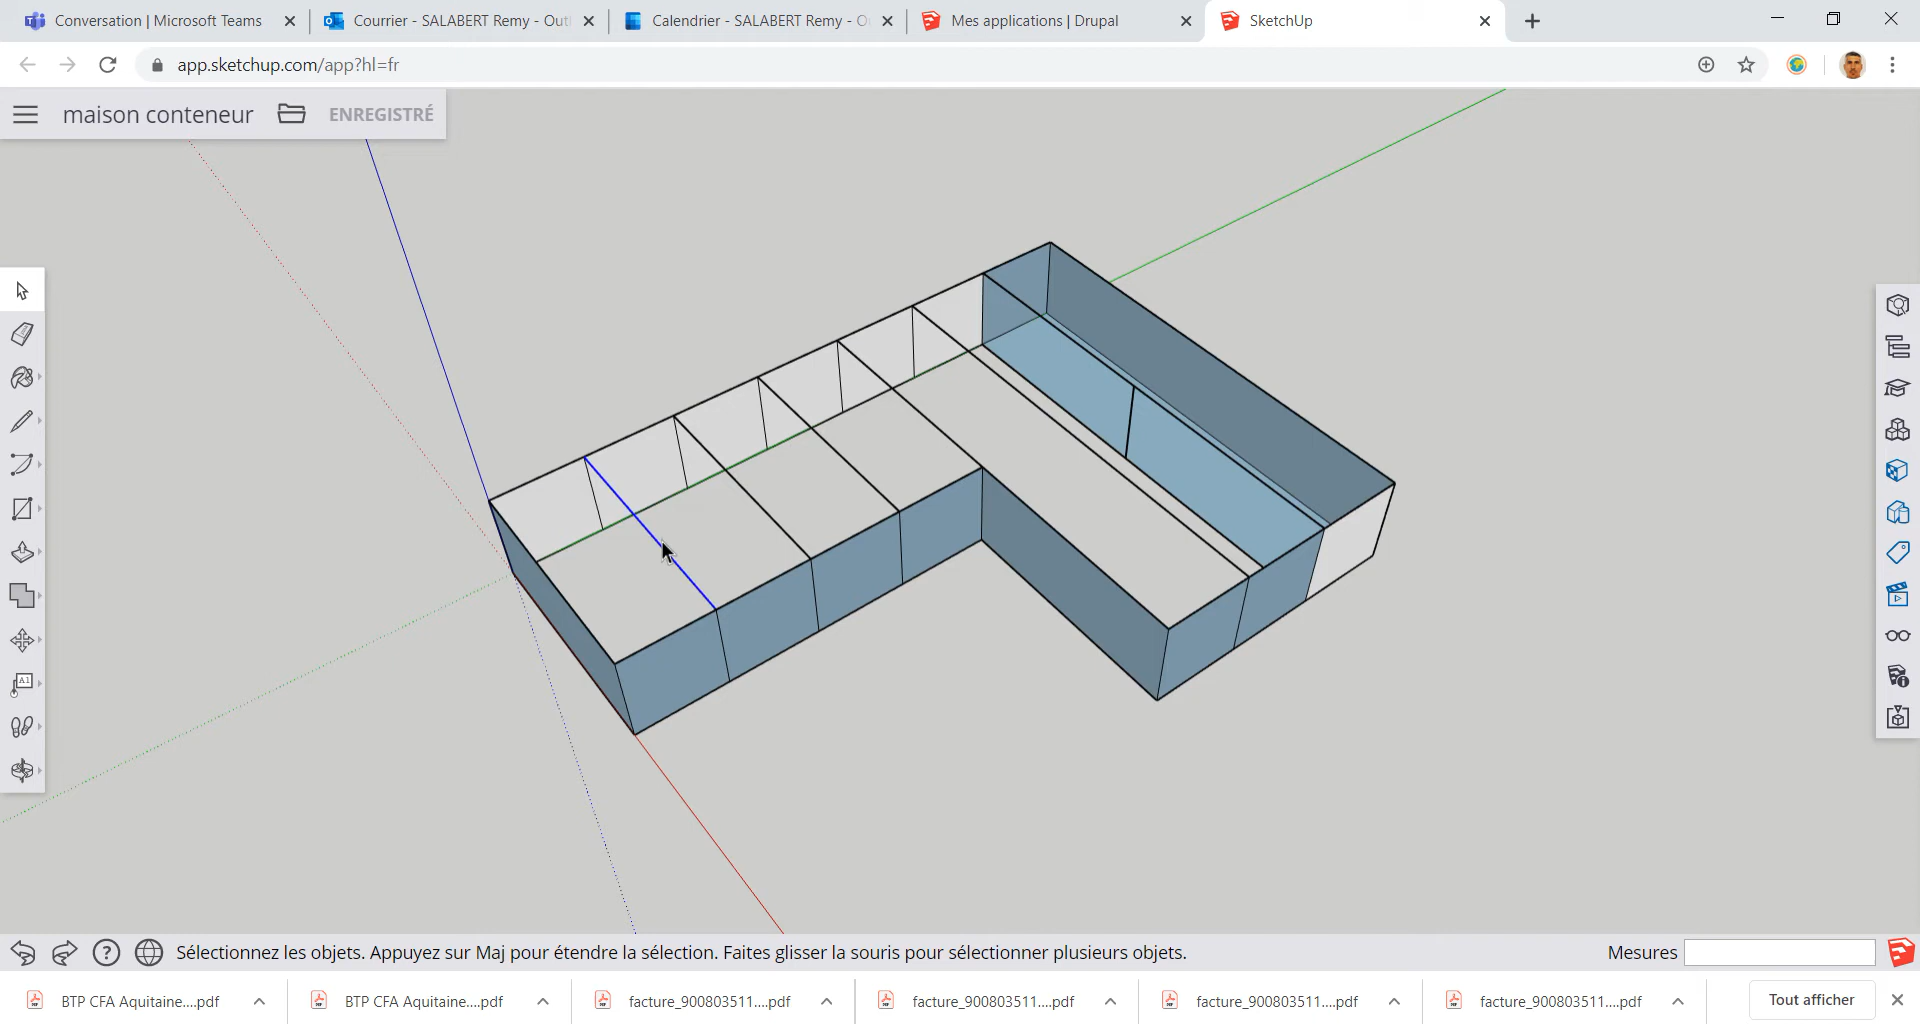 Conversation | Microsoft Teams
Courrier - SALABERT Remy - Outl
Calendrier - SALABERT Remy - O
Mes applications | Drupal
SketchUp
app.sketchup.com/app?hl=fr
maison conteneur
ENREGISTRÉ
A1
Sélectionnez les objets. Appuyez sur Maj pour étendre la sélection. Faites glisser la souris pour sélectionner plusieurs objets.
Mesures
BTP CFA Aquitaine....pdf
BTP CFA Aquitaine....pdf
facture_900803511....pdf
facture_900803511....pdf
facture_900803511....pdf
facture_900803511....pdf
Tout afficher